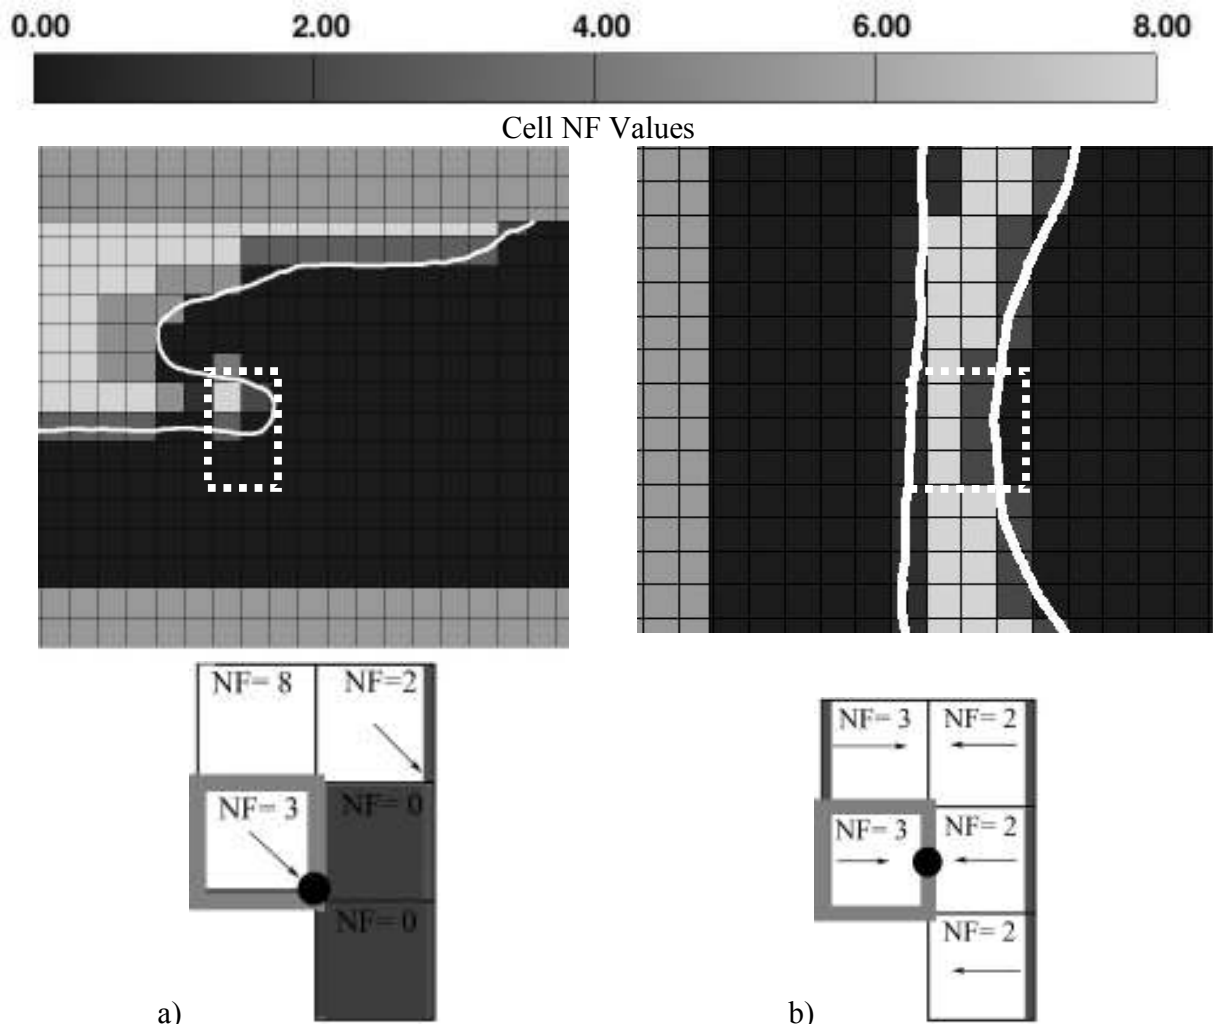 0.00 2.00 4.00 6.00 8.00
Cell NF Values
NF= 8 NF=2
NF= 3 NF= 0
NF= 0
NF= 3 NF= 2
NF= 3 NF= 2
NF= 2
a) b)